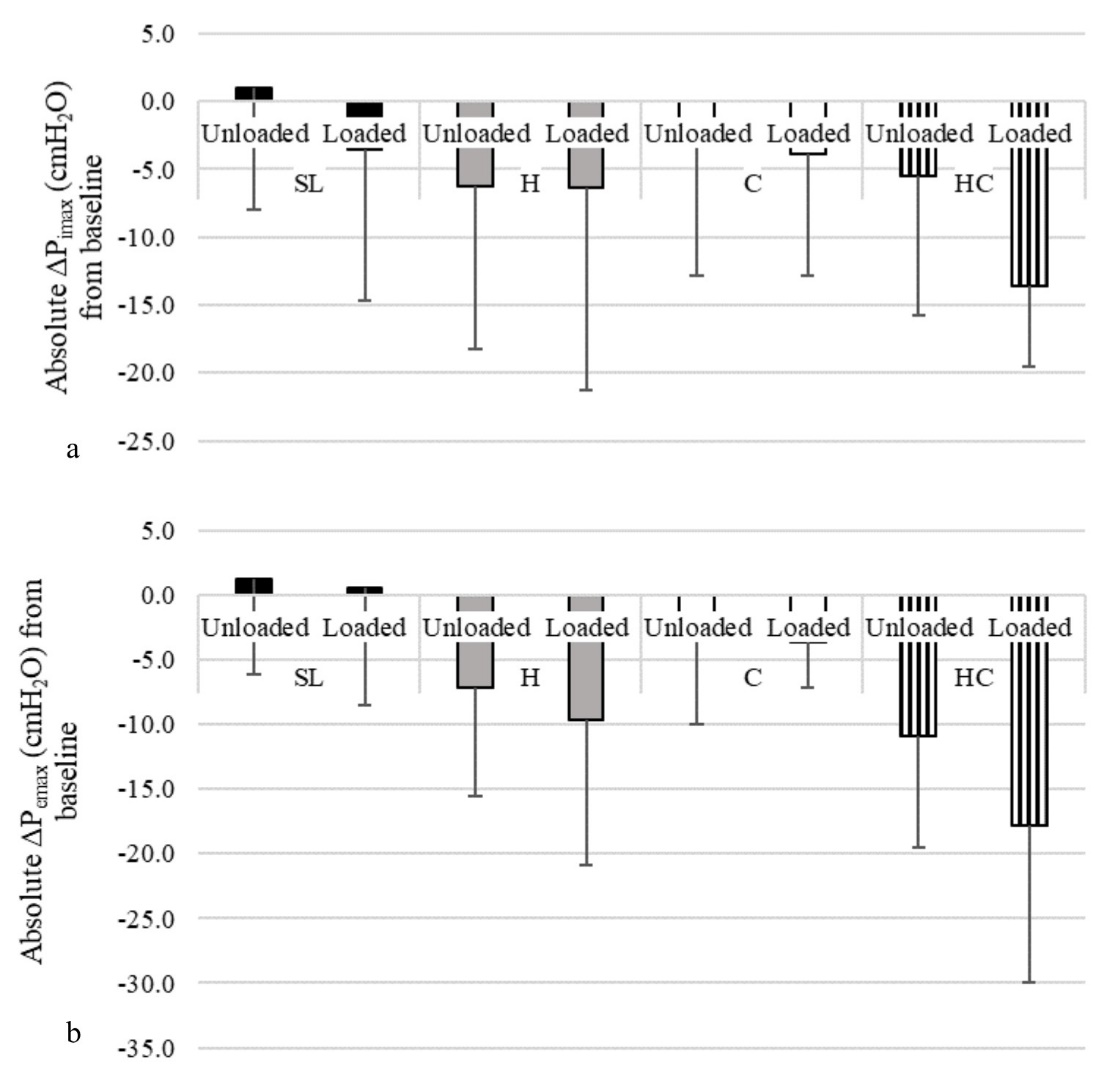 5.0
0.0
-5.0
-10.0
-15.0
-20.0
-25.0
Absolute ΔPimax (cmH2O)
from baseline
Unloaded Loaded Unloaded Loaded Unloaded Loaded Unloaded Loaded
SL H C HC
a
5.0
0.0
-5.0
-10.0
-15.0
-20.0
-25.0
-30.0
-35.0
Absolute ΔPemax (cmH2O) from
baseline
Unloaded Loaded Unloaded Loaded Unloaded Loaded Unloaded Loaded
SL H C HC
b